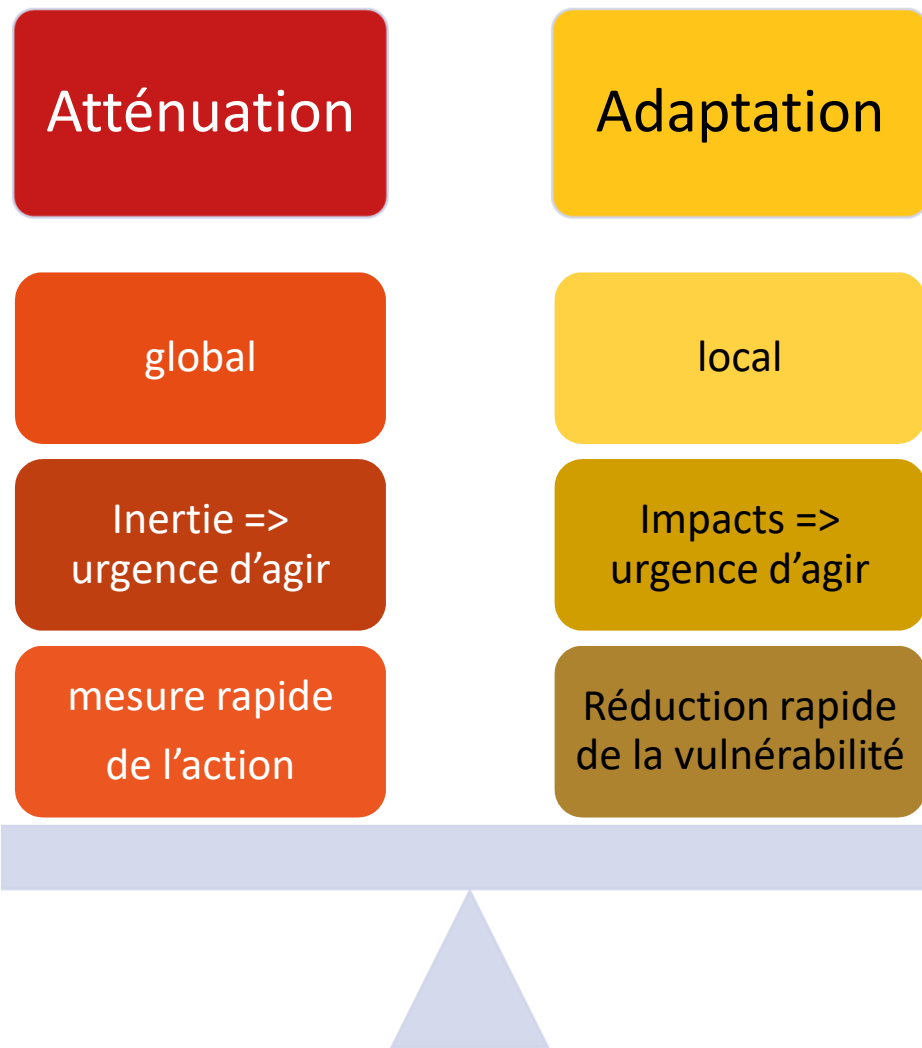 Atténuation
Adaptation
global
local
Inertie =>
urgence d’agir
Impacts =>
urgence d’agir
mesure rapide
de l’action
Réduction rapide
de la vulnérabilité